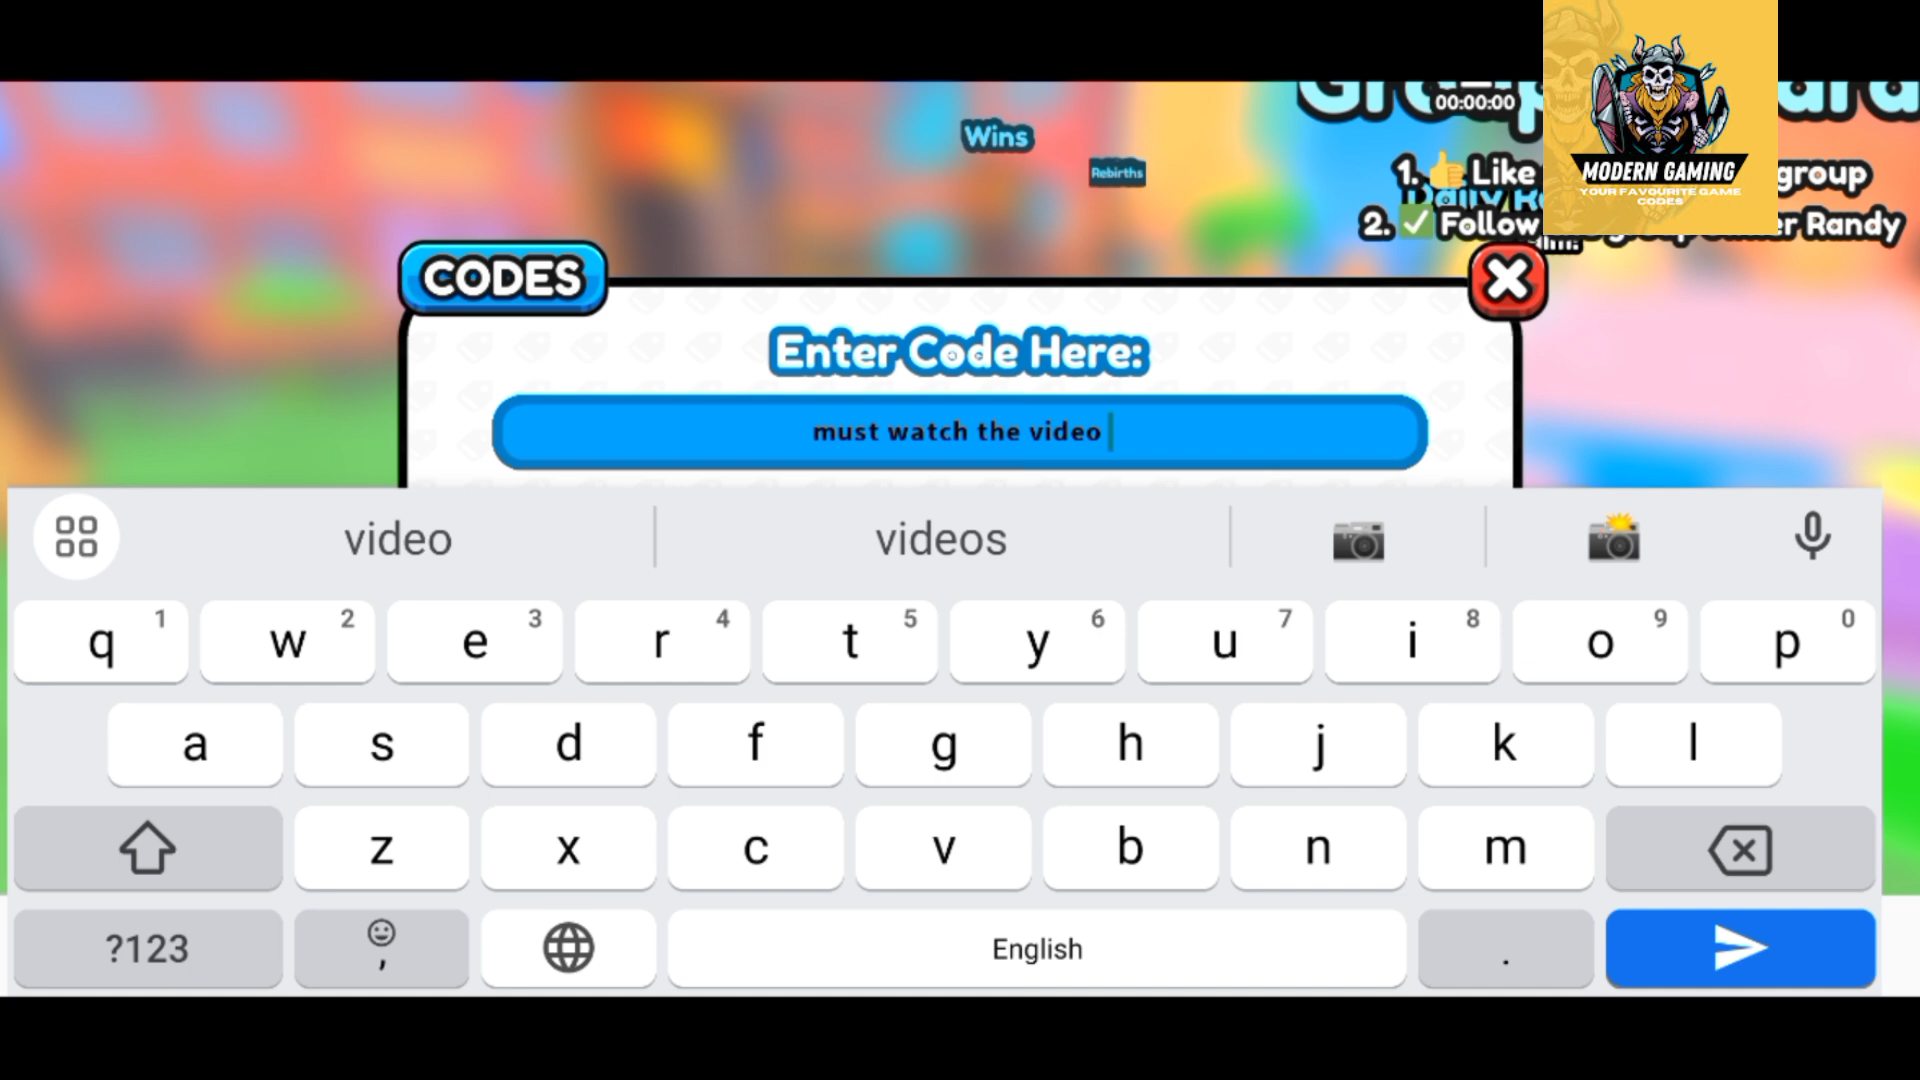 00:00:00
Wins
Rebirths
1. 👍 Like
group
2. ✅ Follow
Randy
MODERN GAMING
YOUR FAVOURITE GAME
CODES
CODES
Enter Code Here:
must watch the video
video
videos
q 1 w 2 e 3 r 4 t 5 y 6 u 7 i 8 o 9 p 0
a s d f g h j k l
z x c v b n m
?123 , English .